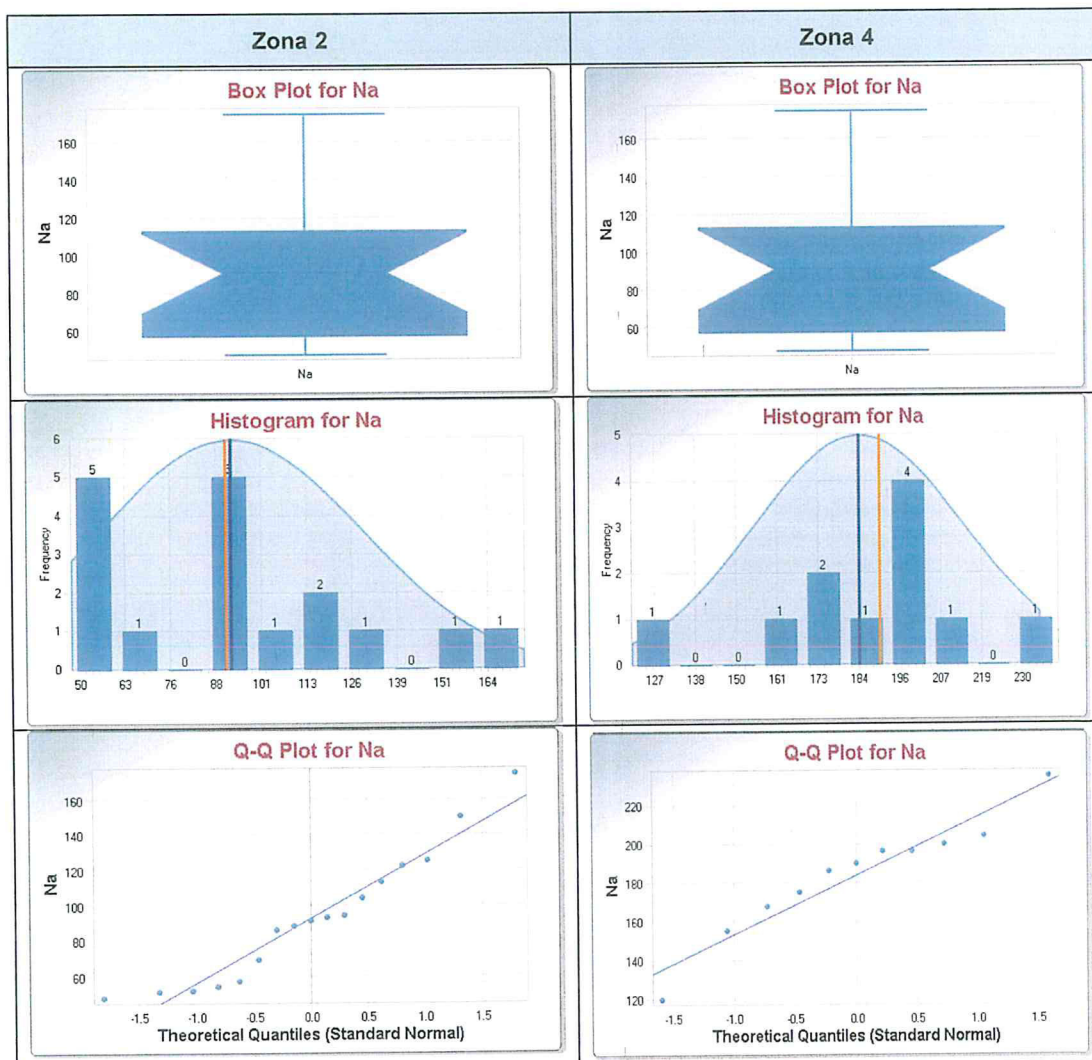 Zona 2
Zona 4
Box Plot for Na
160
140
120
100
80
60
Na
Na
Box Plot for Na
160
140
120
100
80
60
Na
Na
Histogram for Na
6
5
4
3
2
1
0
Frequency
5
1
0
5
1
2
1
0
1
1
50 63 76 88 101 113 126 139 151 164
Histogram for Na
5
4
3
2
1
0
Frequency
1
0
0
1
2
1
4
1
0
1
127 138 150 161 173 184 196 207 219 230
Q-Q Plot for Na
160
140
120
100
80
60
Na
-1.5 -1.0 -0.5 0.0 0.5 1.0 1.5
Theoretical Quantiles (Standard Normal)
Q-Q Plot for Na
220
200
180
160
140
120
Na
-1.5 -1.0 -0.5 0.0 0.5 1.0 1.5
Theoretical Quantiles (Standard Normal)